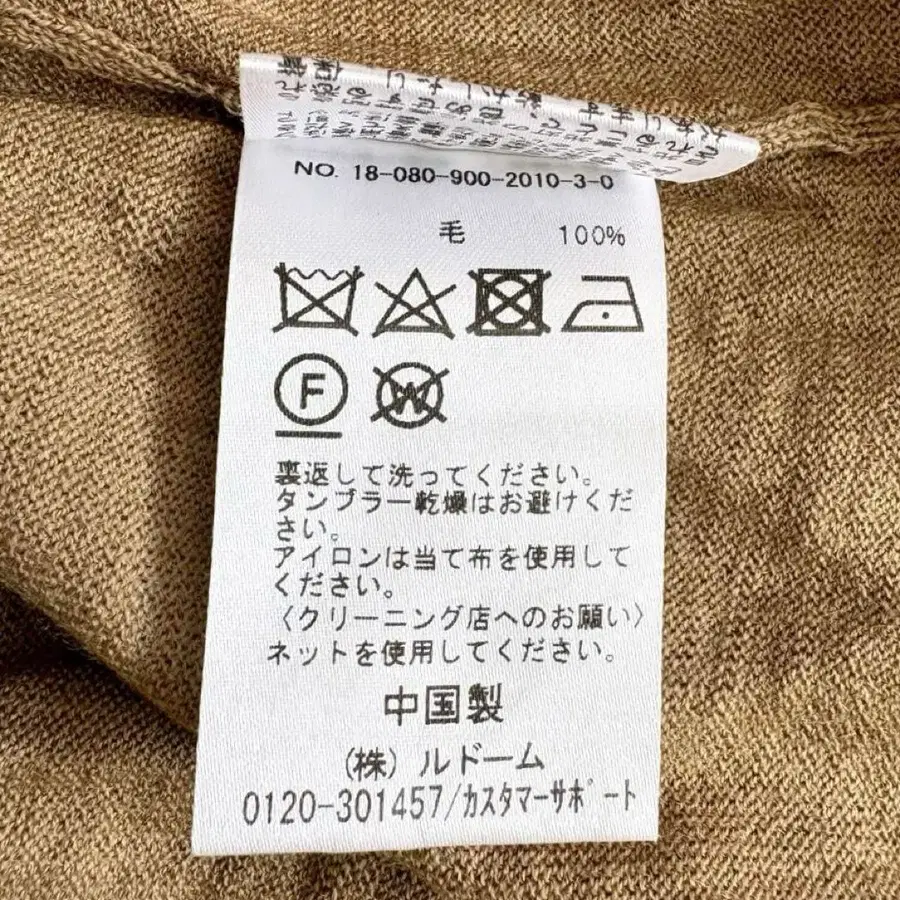 NO. 18-080-900-2010-3-0
毛 100%
F
W
裏返して洗ってください。
タンブラー乾燥はお避けくだ
さい。
アイロンは当て布を使用して
ください。
〈クリーニング店へのお願い〉
ネットを使用してください。
中国製
(株) ルドーム
0120-301457/カスタマーサポート